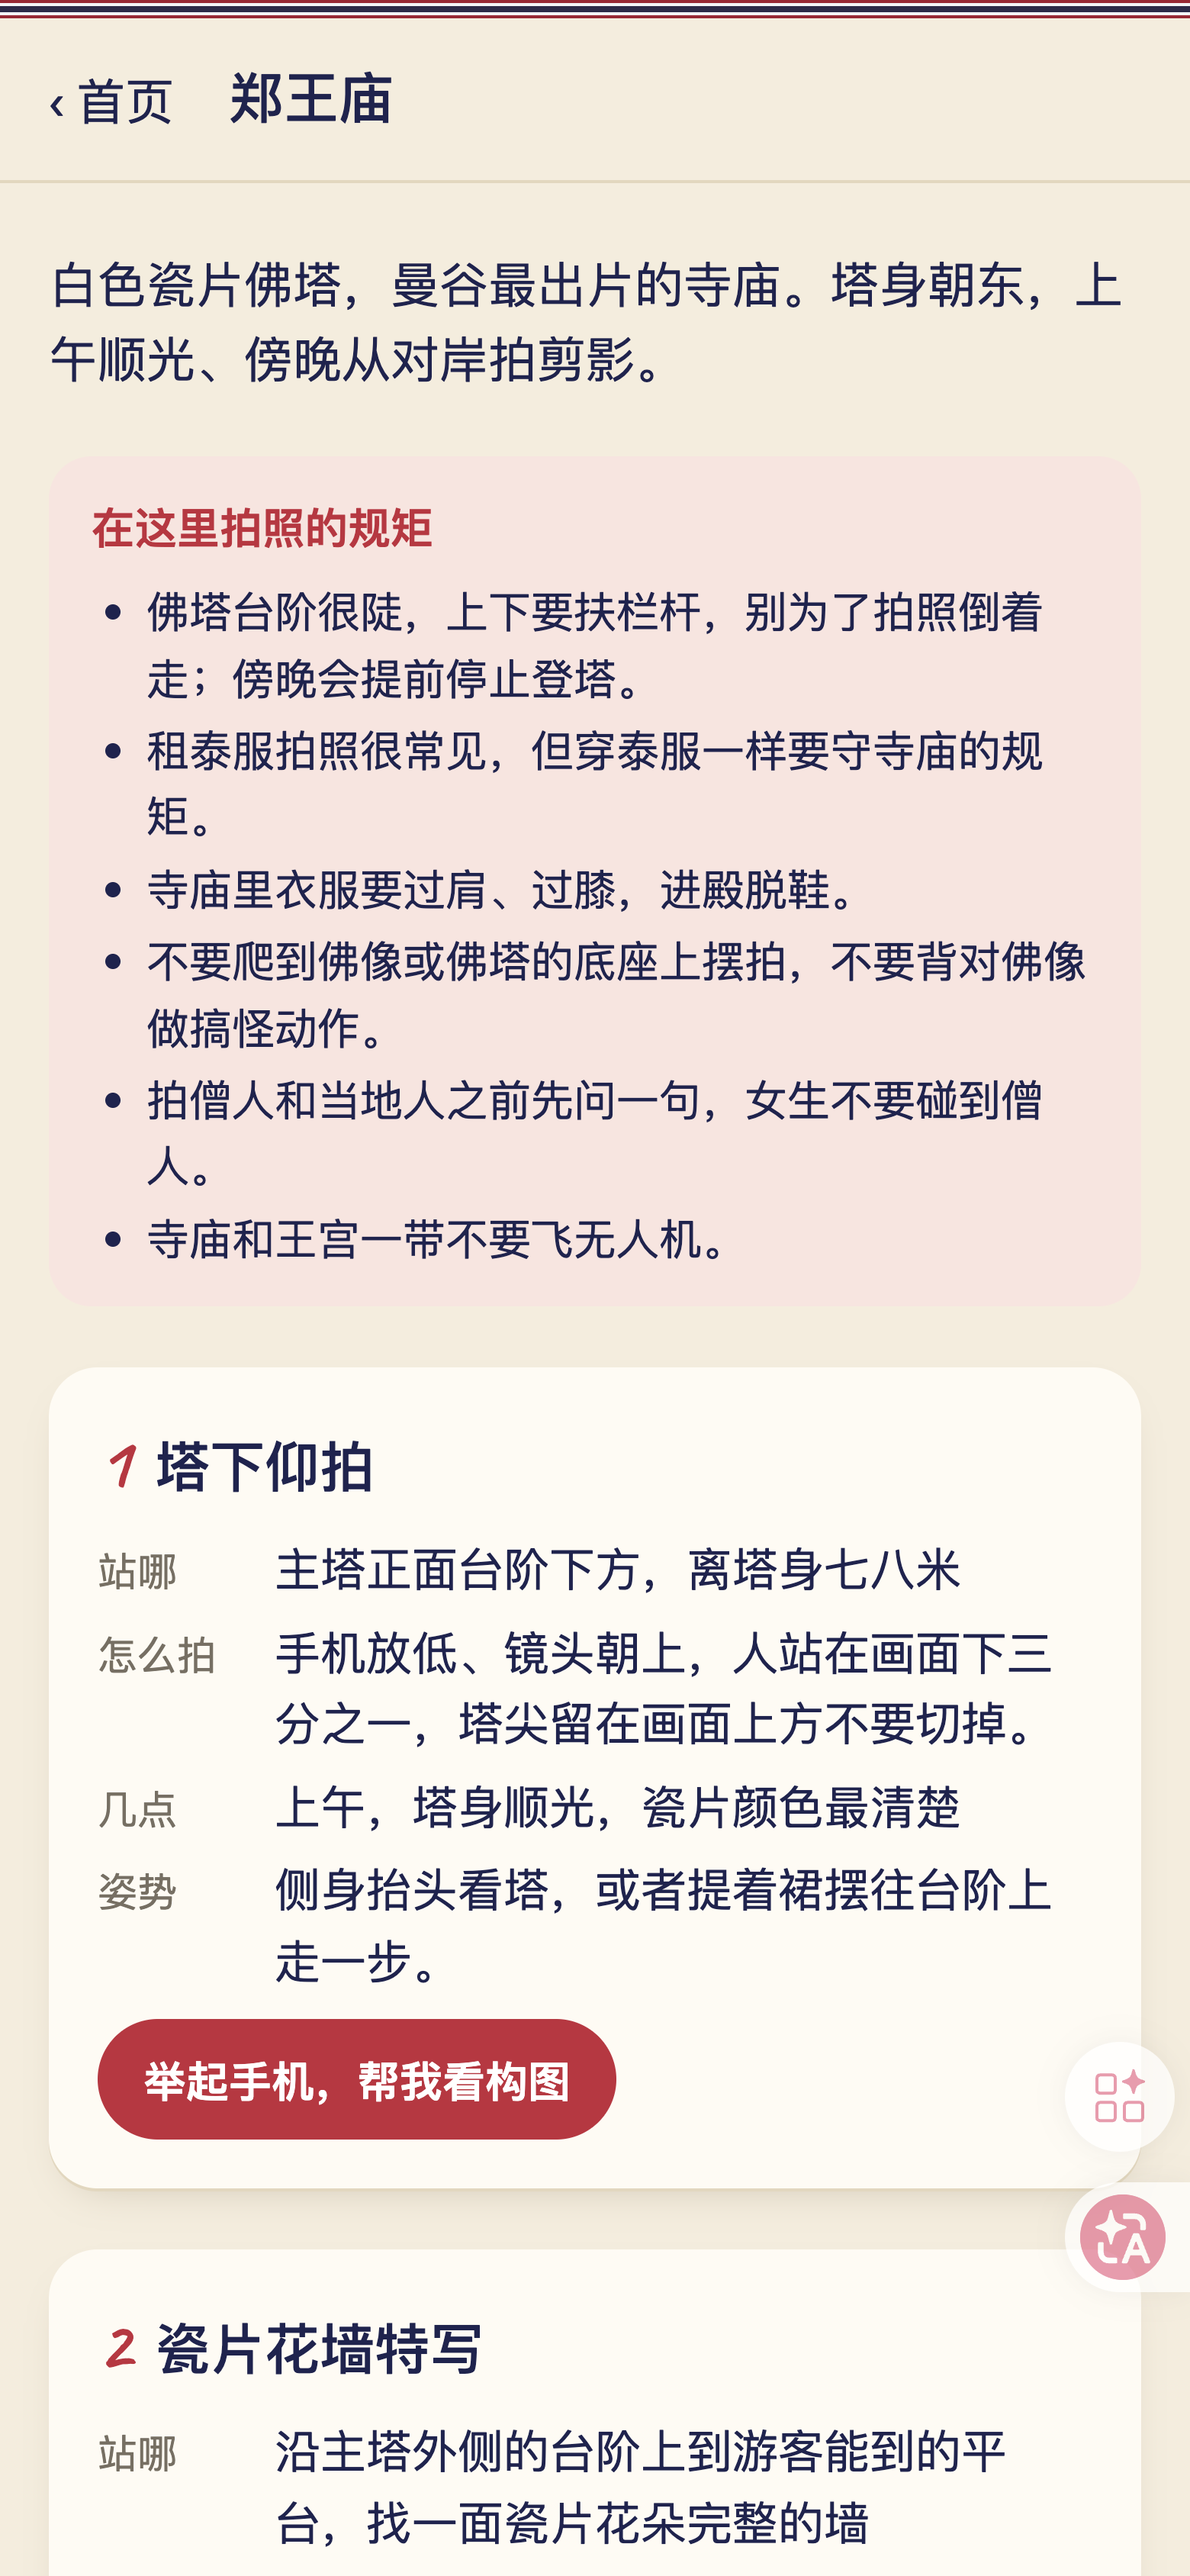 ‹ 首页 郑王庙
白色瓷片佛塔，曼谷最出片的寺庙。塔身朝东，上
午顺光、傍晚从对岸拍剪影。
在这里拍照的规矩
• 佛塔台阶很陡，上下要扶栏杆，别为了拍照倒着
走；傍晚会提前停止登塔。
• 租泰服拍照很常见，但穿泰服一样要守寺庙的规
矩。
• 寺庙里衣服要过肩、过膝，进殿脱鞋。
• 不要爬到佛像或佛塔的底座上摆拍，不要背对佛像
做搞怪动作。
• 拍僧人和当地人之前先问一句，女生不要碰到僧
人。
• 寺庙和王宫一带不要飞无人机。
1 塔下仰拍
站哪 主塔正面台阶下方，离塔身七八米
怎么拍 手机放低、镜头朝上，人站在画面下三
分之一，塔尖留在画面上方不要切掉。
几点 上午，塔身顺光，瓷片颜色最清楚
姿势 侧身抬头看塔，或者提着裙摆往台阶上
走一步。
举起手机，帮我看构图
A
2 瓷片花墙特写
站哪 沿主塔外侧的台阶上到游客能到的平
台，找一面瓷片花朵完整的墙